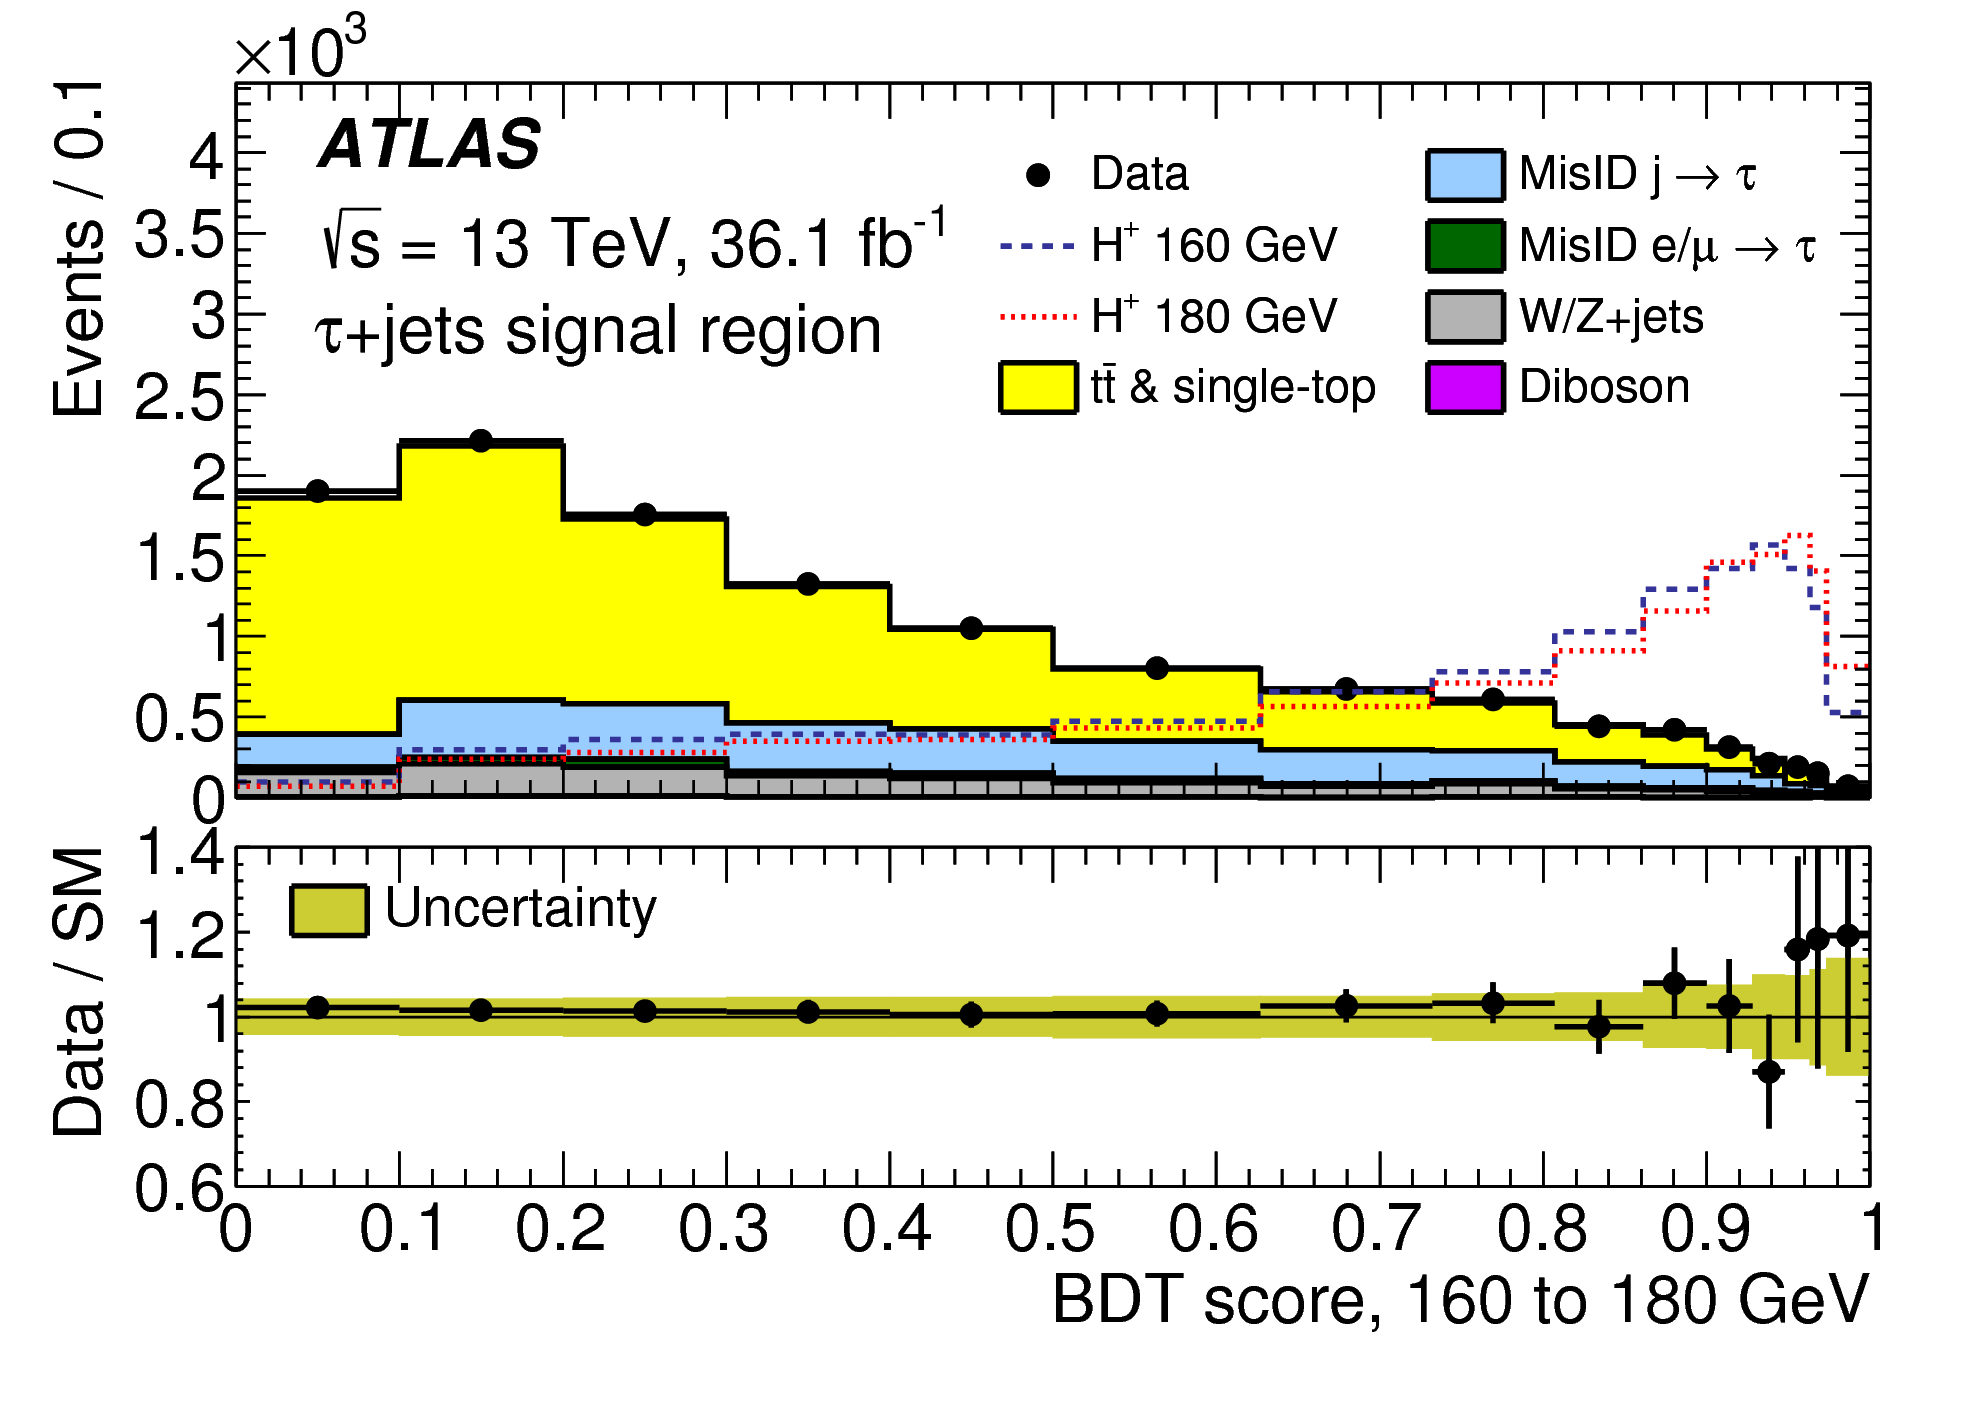 ×10³
Events / 0.1
4
3.5
3
2.5
2
1.5
1
0.5
0
ATLAS
√s = 13 TeV, 36.1 fb⁻¹
τ+jets signal region
Data
H⁺ 160 GeV
H⁺ 180 GeV
tt̄ & single-top
MisID j → τ
MisID e/μ → τ
W/Z+jets
Diboson
Data / SM
1.4
1.2
1
0.8
0.6
Uncertainty
0 0.1 0.2 0.3 0.4 0.5 0.6 0.7 0.8 0.9 1
BDT score, 160 to 180 GeV